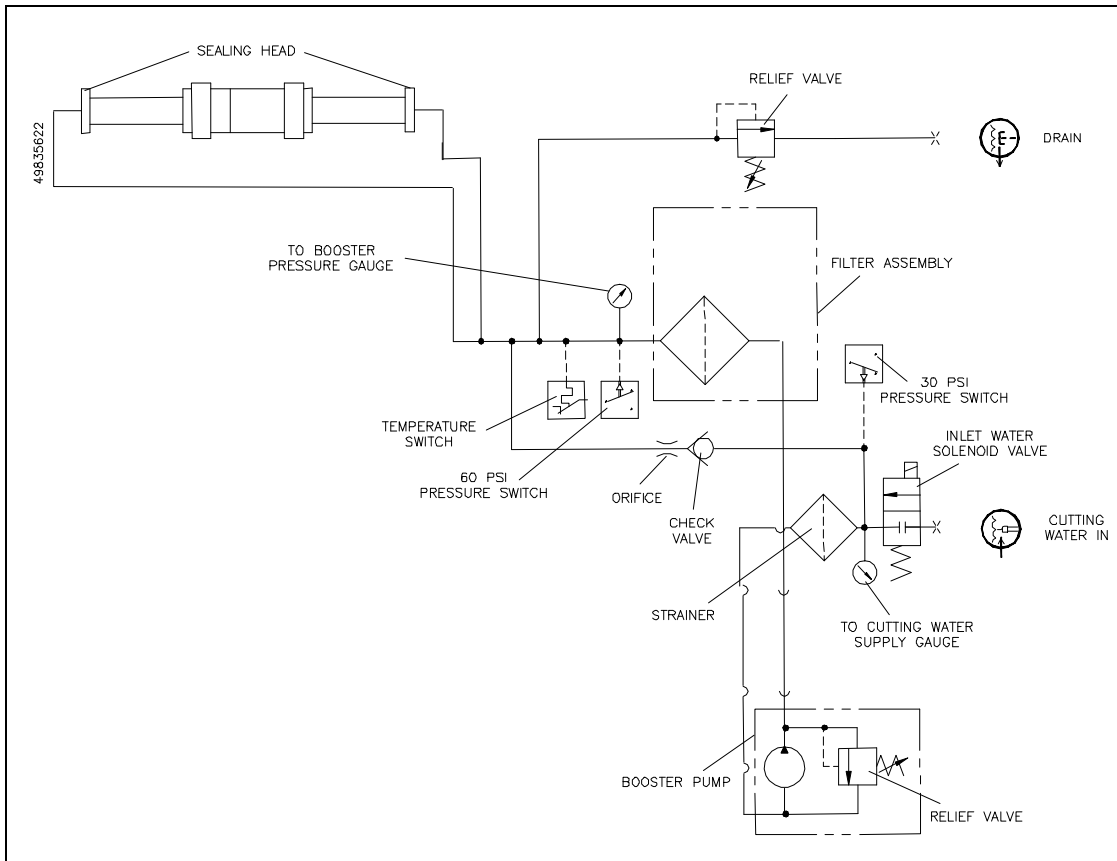 SEALING HEAD
RELIEF VALVE
49835622
DRAIN
TO BOOSTER
PRESSURE GAUGE
FILTER ASSEMBLY
30 PSI
PRESSURE SWITCH
TEMPERATURE
SWITCH
INLET WATER
SOLENOID VALVE
60 PSI
PRESSURE SWITCH
ORIFICE
CHECK
VALVE
CUTTING
WATER IN
STRAINER
TO CUTTING WATER
SUPPLY GAUGE
BOOSTER PUMP
RELIEF VALVE